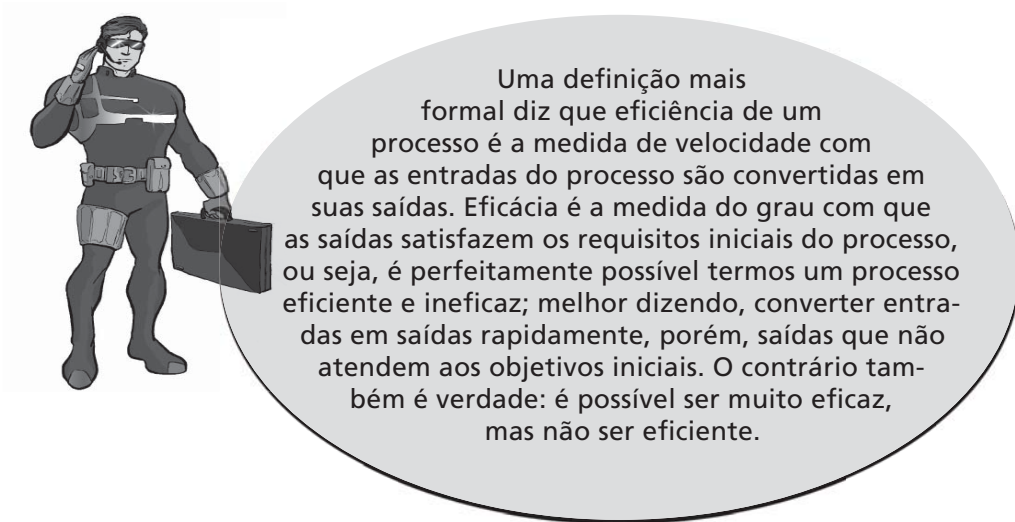 Uma definição mais
formal diz que eficiência de um
processo é a medida de velocidade com
que as entradas do processo são convertidas em
suas saídas. Eficácia é a medida do grau com que
as saídas satisfazem os requisitos iniciais do processo,
ou seja, é perfeitamente possível termos um processo
eficiente e ineficaz; melhor dizendo, converter entra-
das em saídas rapidamente, porém, saídas que não
atendem aos objetivos iniciais. O contrário tam-
bém é verdade: é possível ser muito eficaz,
mas não ser eficiente.